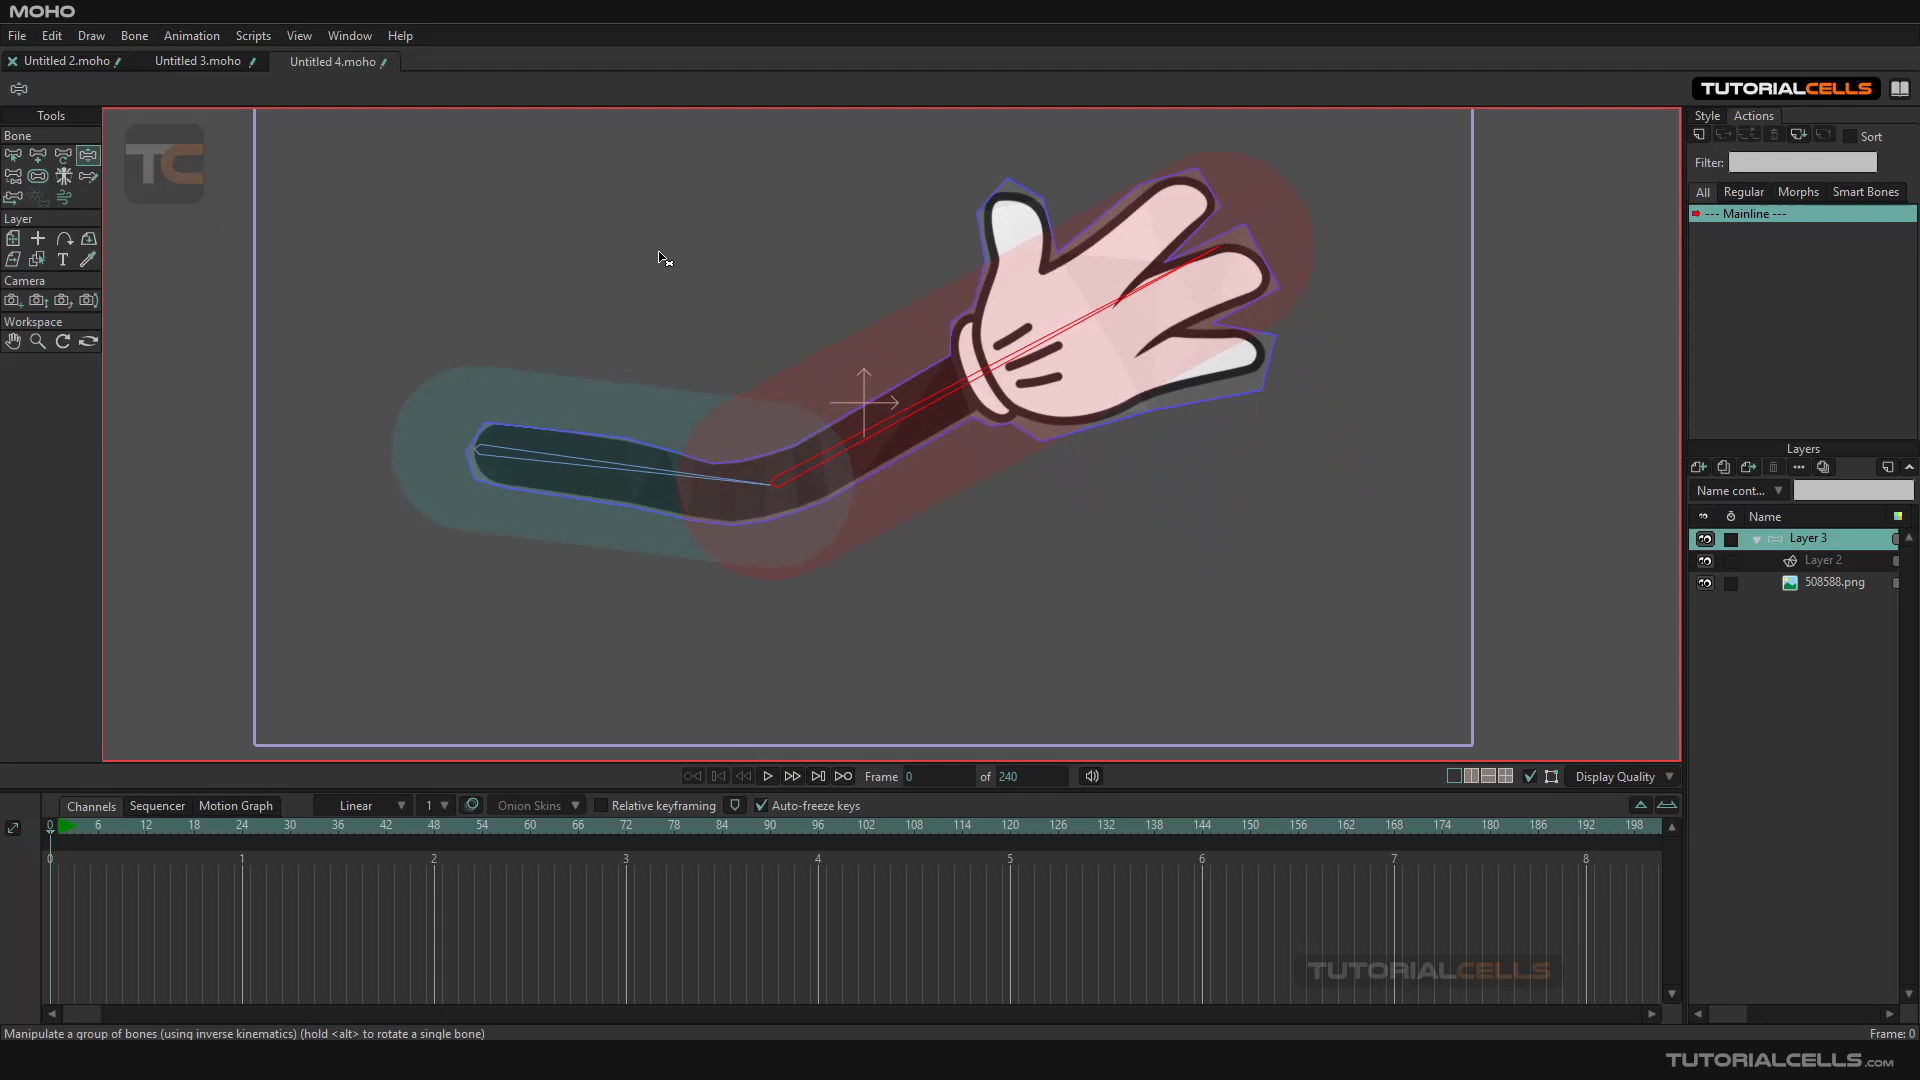 MOHO
File Edit Draw Bone Animation Scripts View Window Help
Untitled 2.moho Untitled 3.moho Untitled 4.moho
TUTORIALCELLS
Tools
Bone
Layer
Camera
Workspace
TC
Style Actions
Sort
Filter:
All Regular Morphs Smart Bones
--- Mainline ---
Layers
Name cont...
Name
Layer 3
Layer 2
508588.png
Frame 0 of 240 Display Quality
Channels Sequencer Motion Graph Linear 1 Onion Skins Relative keyframing Auto-freeze keys
0 6 12 18 24 30 36 42 48 54 60 66 72 78 84 90 96 102 108 114 120 126 132 138 144 150 156 162 168 174 180 186 192 198
0 1 2 3 4 5 6 7 8
TUTORIALCELLS
Manipulate a group of bones (using inverse kinematics) (hold <alt> to rotate a single bone) Frame: 0
TUTORIALCELLS.COM